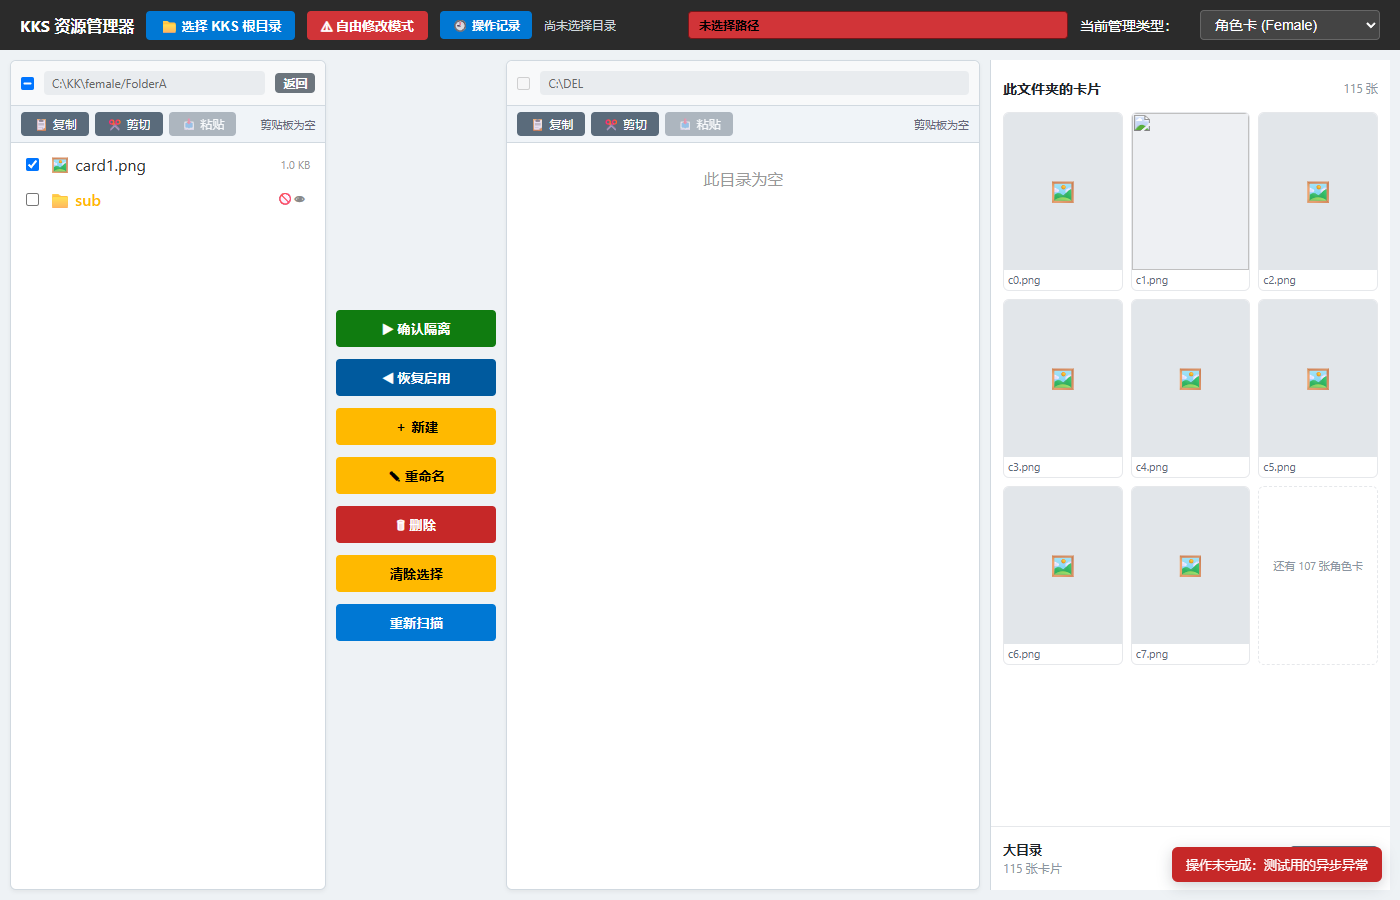 KKS 资源管理器
选择 KKS 根目录
自由修改模式
操作记录
尚未选择目录
未选择路径
当前管理类型：
角色卡 (Female)
C:\KK\female/FolderA
返回
复制
剪切
粘贴
剪贴板为空
card1.png
1.0 KB
sub
▶ 确认隔离
◀ 恢复启用
+ 新建
重命名
删除
清除选择
重新扫描
C:\DEL
复制
剪切
粘贴
剪贴板为空
此目录为空
此文件夹的卡片
115 张
c0.png
c1.png
c2.png
c3.png
c4.png
c5.png
c6.png
c7.png
还有 107 张角色卡
大目录
115 张卡片
操作未完成：测试用的异步异常